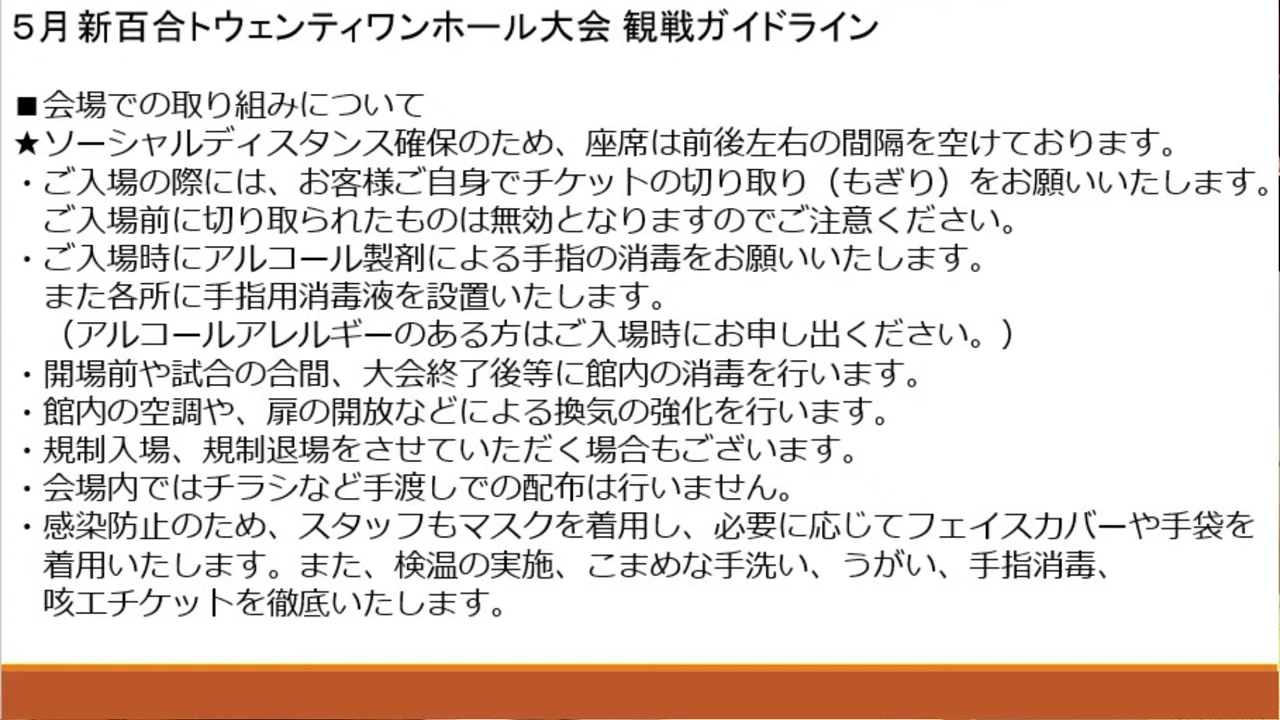 ５月 新百合トウェンティワンホール大会 観戦ガイドライン
■会場での取り組みについて
★ソーシャルディスタンス確保のため、座席は前後左右の間隔を空けております。
・ご入場の際には、お客様ご自身でチケットの切り取り（もぎり）をお願いいたします。
ご入場前に切り取られたものは無効となりますのでご注意ください。
・ご入場時にアルコール製剤による手指の消毒をお願いいたします。
また各所に手指用消毒液を設置いたします。
（アルコールアレルギーのある方はご入場時にお申し出ください。）
・開場前や試合の合間、大会終了後等に館内の消毒を行います。
・館内の空調や、扉の開放などによる換気の強化を行います。
・規制入場、規制退場をさせていただく場合もございます。
・会場内ではチラシなど手渡しでの配布は行いません。
・感染防止のため、スタッフもマスクを着用し、必要に応じてフェイスカバーや手袋を
着用いたします。また、検温の実施、こまめな手洗い、うがい、手指消毒、
咳エチケットを徹底いたします。